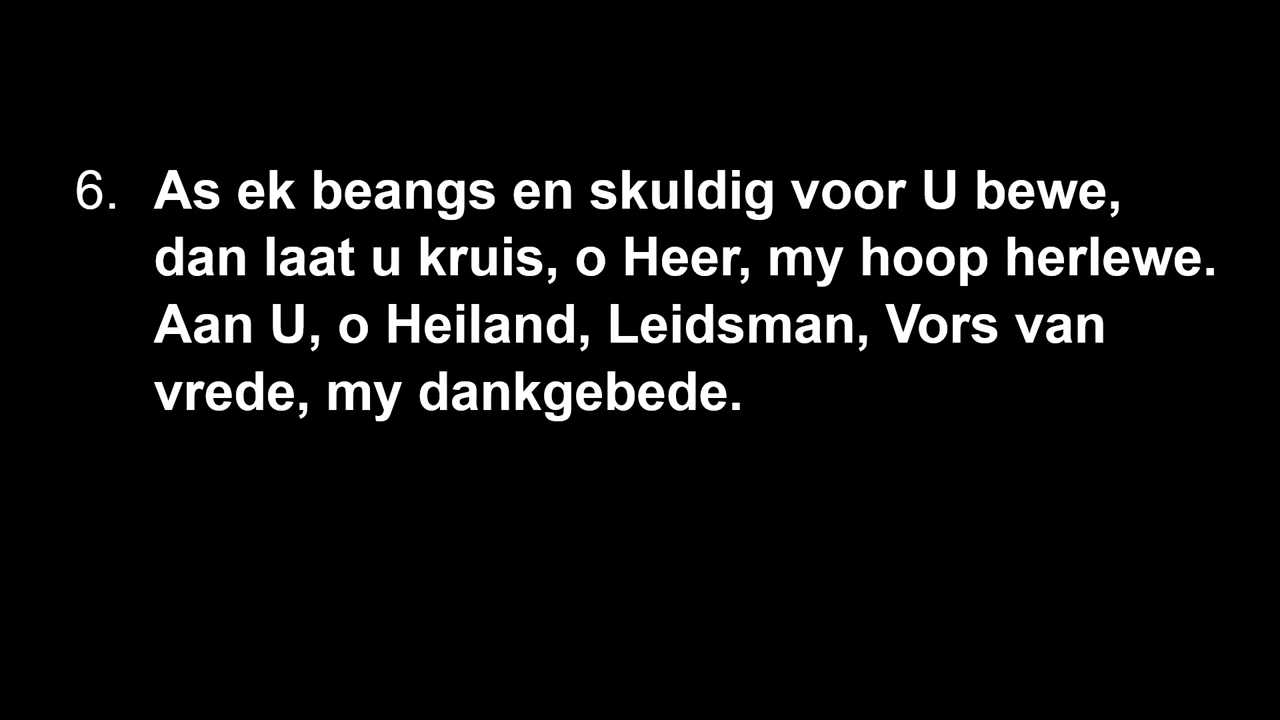 6. As ek beangs en skuldig voor U bewe,
dan laat u kruis, o Heer, my hoop herlewe.
Aan U, o Heiland, Leidsman, Vors van
vrede, my dankgebede.